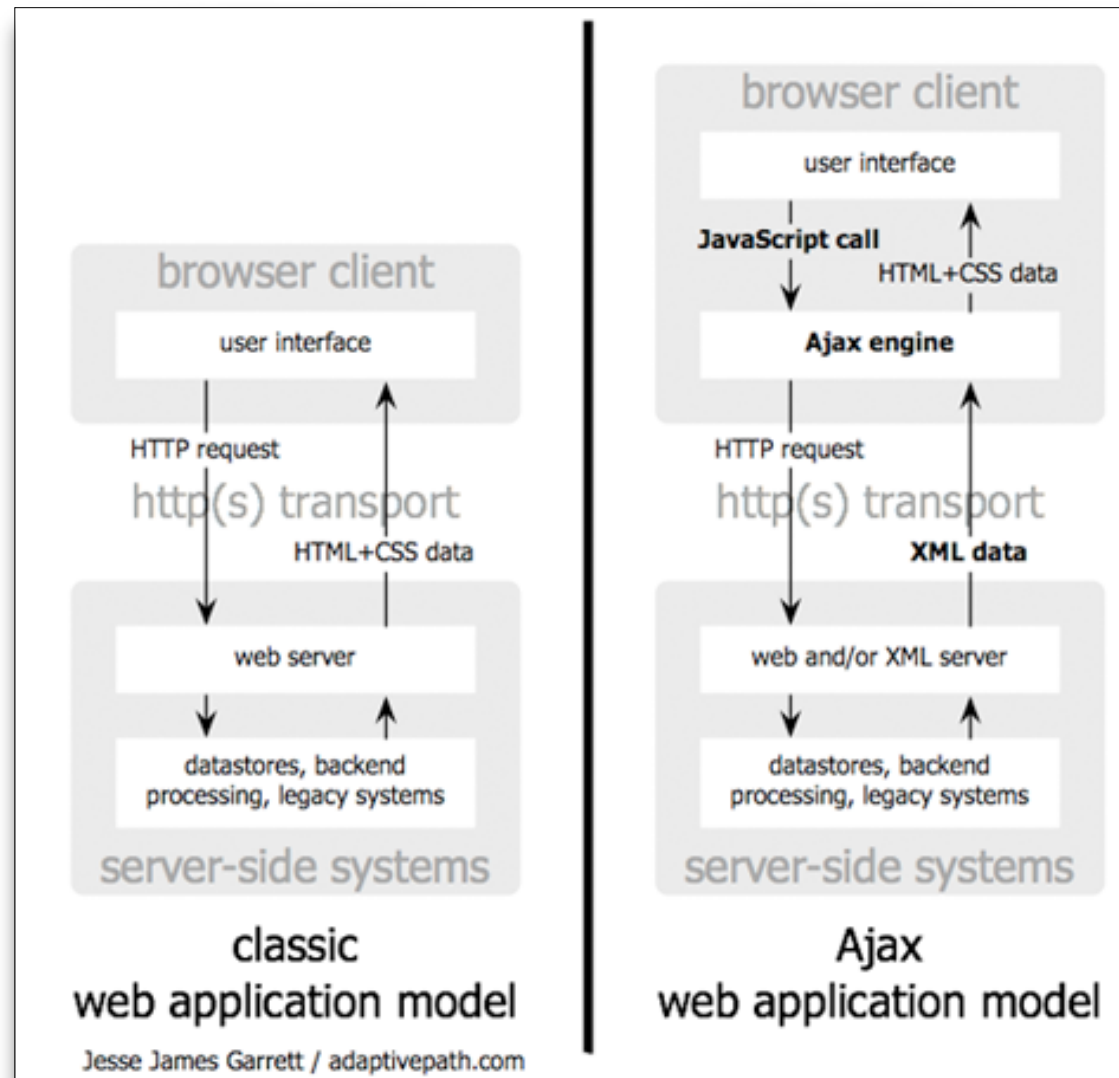 browser client
user interface
HTTP request
http(s) transport
HTML+CSS data
web server
datastores, backend
processing, legacy systems
server-side systems
classic
web application model
Jesse James Garrett / adaptivepath.com
browser client
user interface
JavaScript call
HTML+CSS data
Ajax engine
HTTP request
http(s) transport
XML data
web and/or XML server
datastores, backend
processing, legacy systems
server-side systems
Ajax
web application model